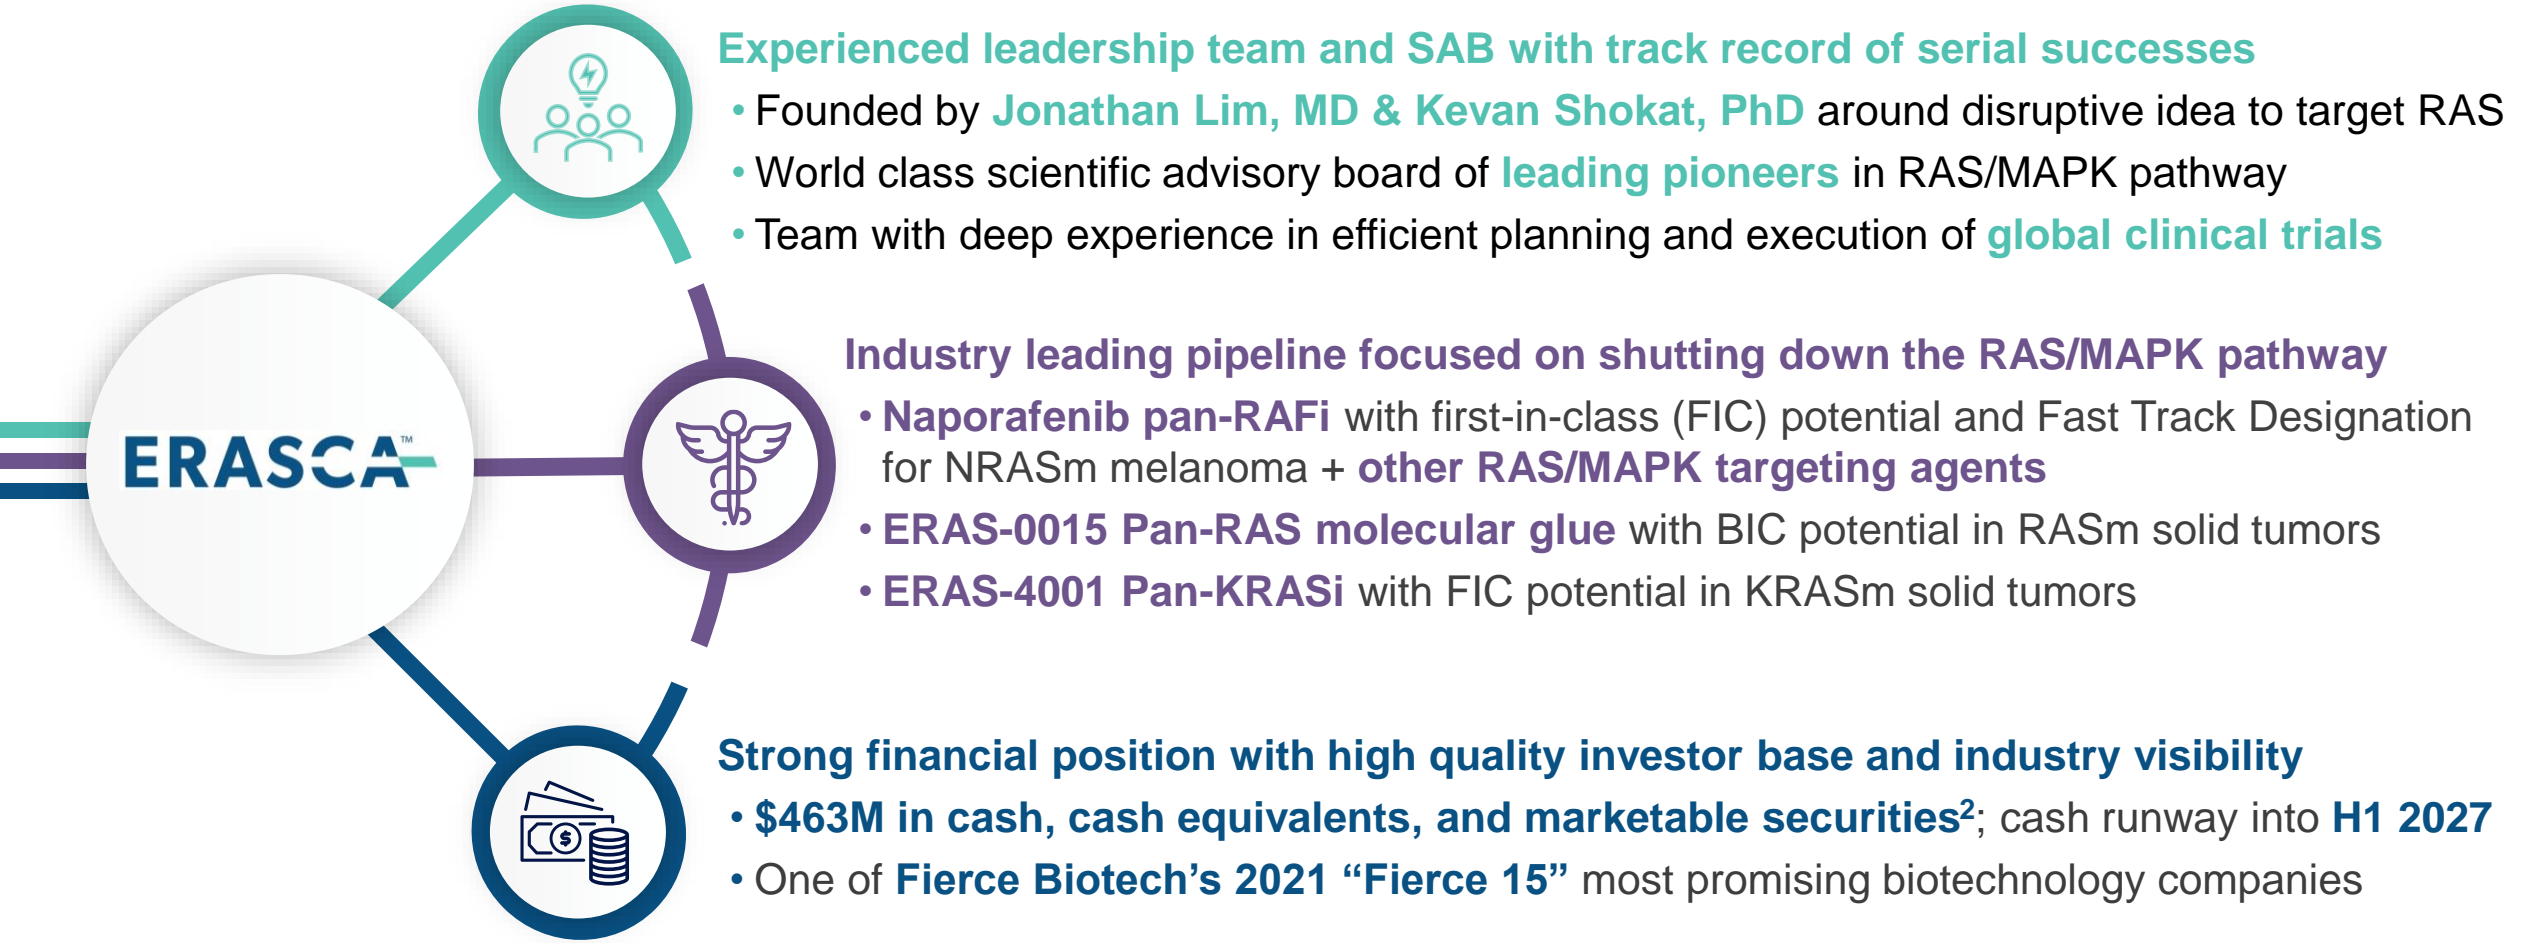 Experienced leadership team and SAB with track record of serial successes
• Founded by Jonathan Lim, MD & Kevan Shokat, PhD around disruptive idea to target RAS
• World class scientific advisory board of leading pioneers in RAS/MAPK pathway
• Team with deep experience in efficient planning and execution of global clinical trials
ERASCA™
Industry leading pipeline focused on shutting down the RAS/MAPK pathway
• Naporafenib pan-RAFi with first-in-class (FIC) potential and Fast Track Designation
for NRASm melanoma + other RAS/MAPK targeting agents
• ERAS-0015 Pan-RAS molecular glue with BIC potential in RASm solid tumors
• ERAS-4001 Pan-KRASi with FIC potential in KRASm solid tumors
Strong financial position with high quality investor base and industry visibility
• $463M in cash, cash equivalents, and marketable securities²; cash runway into H1 2027
• One of Fierce Biotech’s 2021 “Fierce 15” most promising biotechnology companies